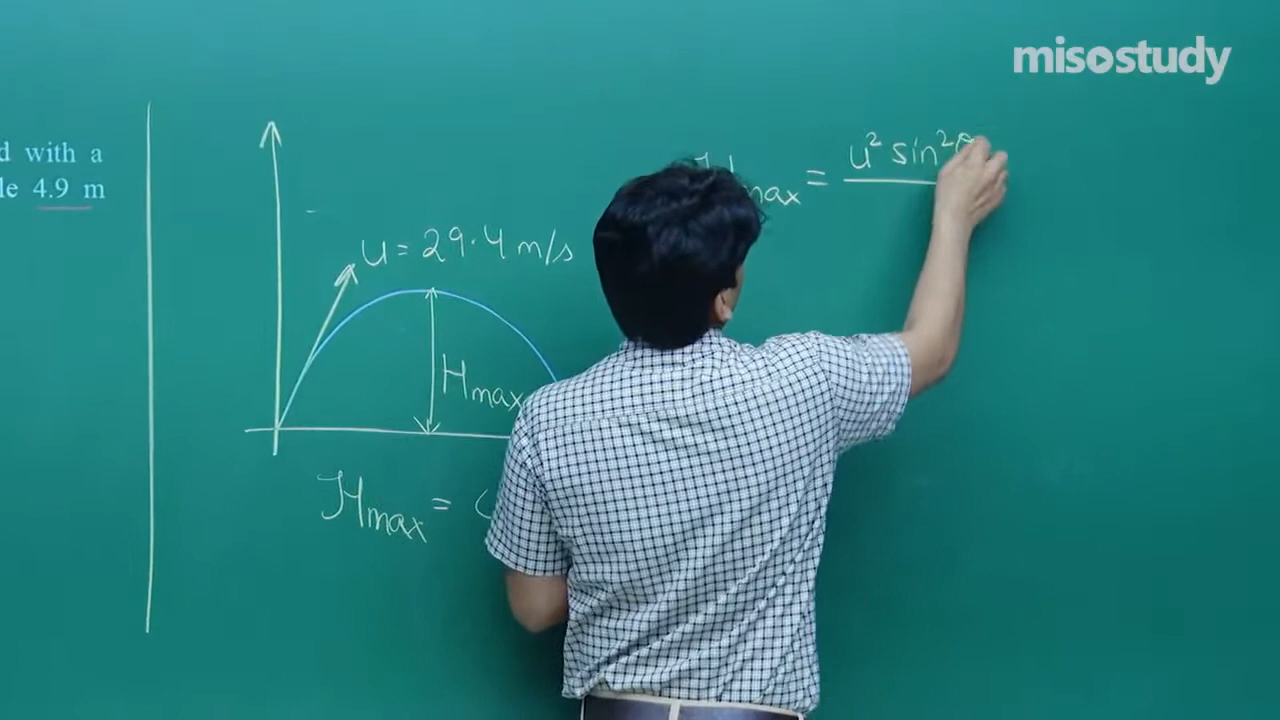 misostudy
d with a
le 4.9 m
u = 29.4 m/s
Hmax
Hmax =
max = u² sin²θ